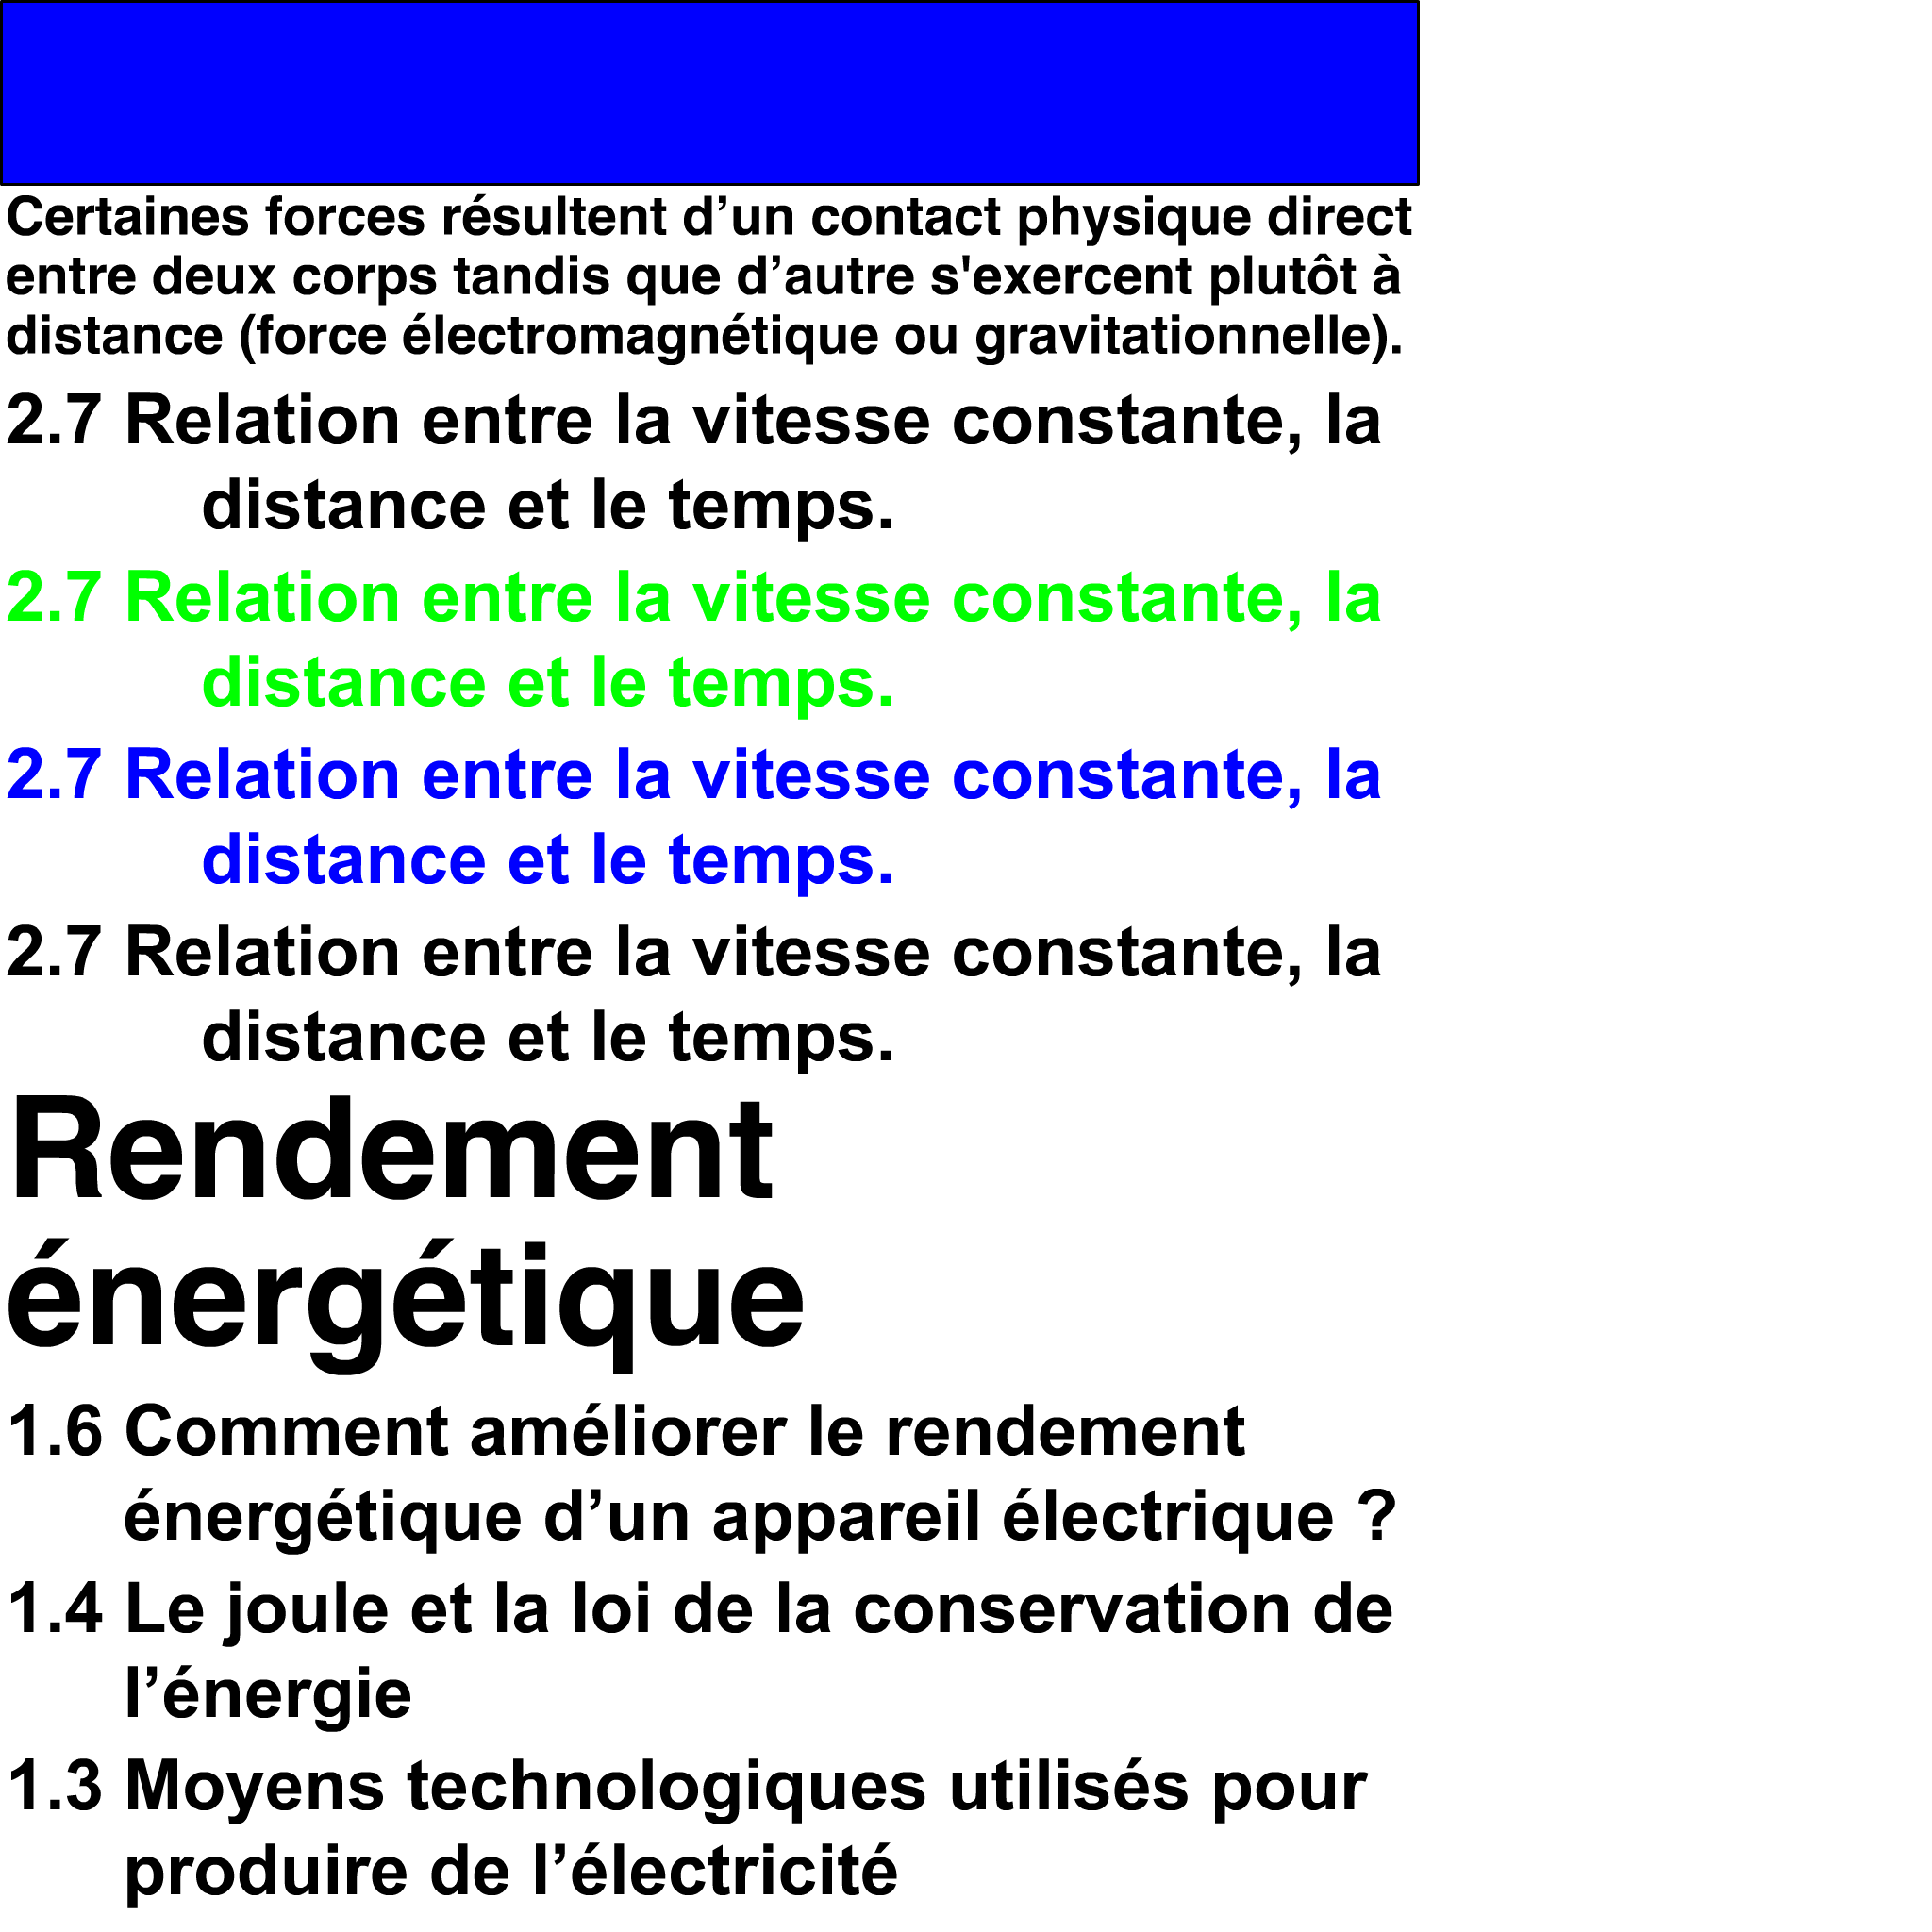 Certaines forces résultent d’un contact physique direct
entre deux corps tandis que d’autre s'exercent plutôt à
distance (force électromagnétique ou gravitationnelle).
2.7 Relation entre la vitesse constante, la
distance et le temps.
2.7 Relation entre la vitesse constante, la
distance et le temps.
2.7 Relation entre la vitesse constante, la
distance et le temps.
2.7 Relation entre la vitesse constante, la
distance et le temps.
Rendement
énergétique
1.6 Comment améliorer le rendement
énergétique d’un appareil électrique ?
1.4 Le joule et la loi de la conservation de
l’énergie
1.3 Moyens technologiques utilisés pour
produire de l’électricité